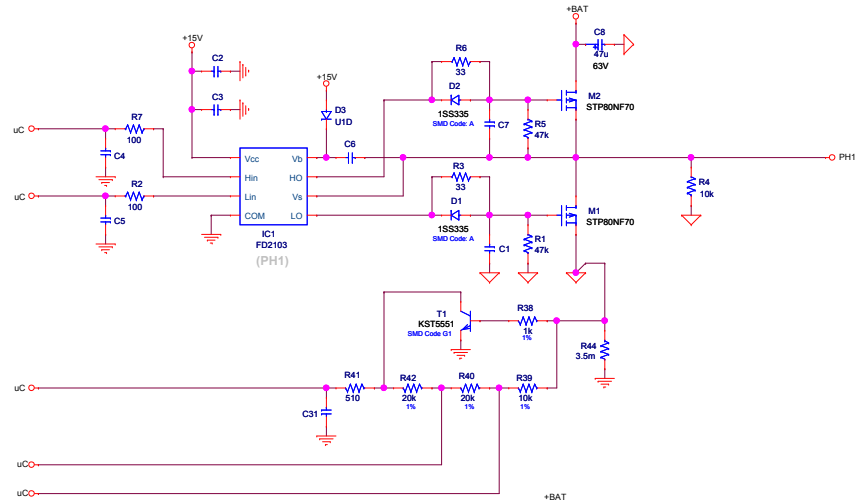 +BAT
C8
47u
63V
+15V
C2
C3
+15V
D3
U1D
R6
33
D2
1SS335
SMD Code: A
C7
R5
47k
M2
STP80NF70
uC
R7
100
C4
C6
Vcc
Vb
Hin
HO
Lin
Vs
COM
LO
IC1
FD2103
(PH1)
PH1
R4
10k
uC
R2
100
C5
R3
33
D1
1SS335
SMD Code: A
C1
R1
47k
M1
STP80NF70
T1
KST5551
SMD Code G1
R38
1k
1%
R44
3.5m
uC
R41
510
R42
20k
1%
R40
20k
1%
R39
10k
1%
C31
uC
uC
+BAT